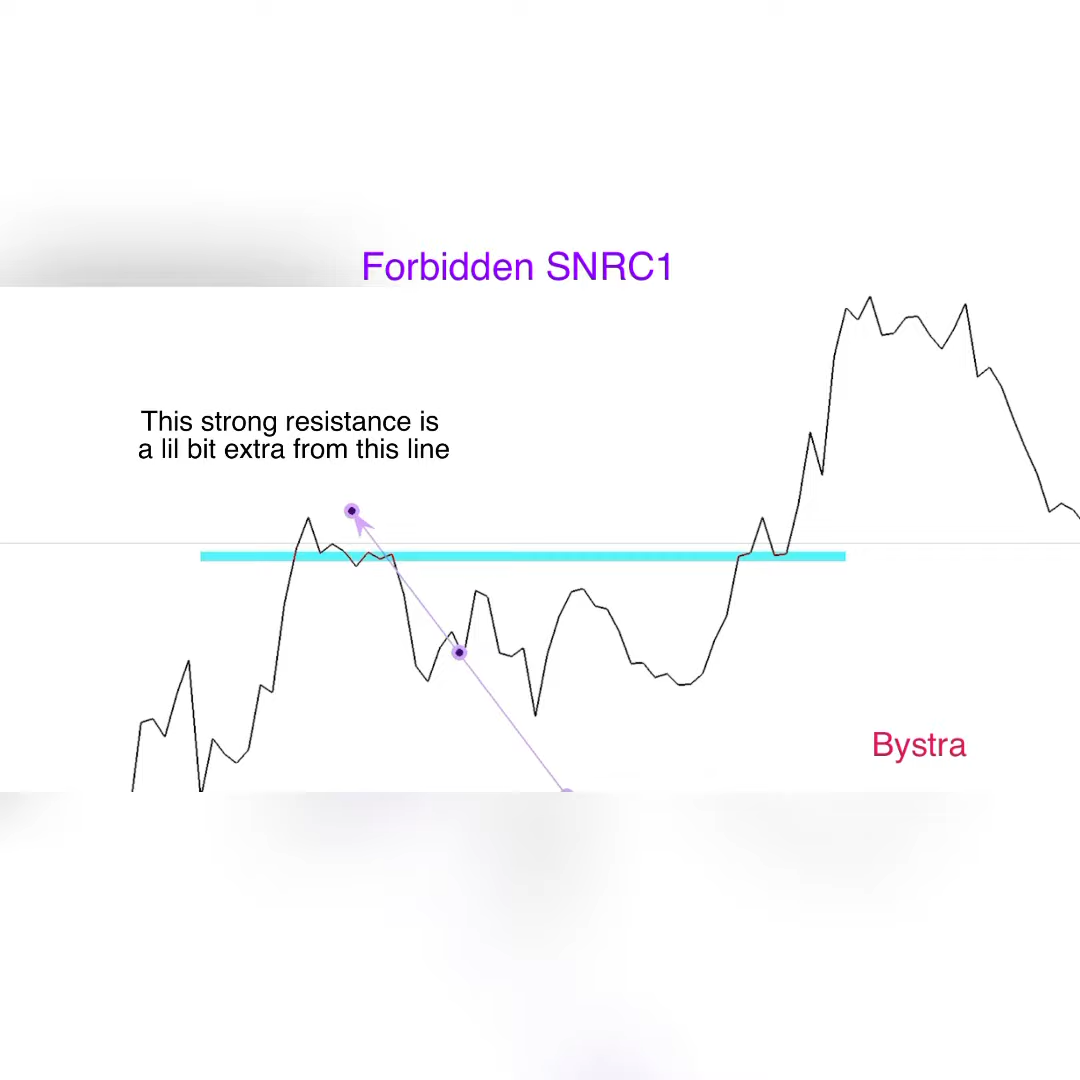 Forbidden SNRC1
This strong resistance is
a lil bit extra from this line
Bystra